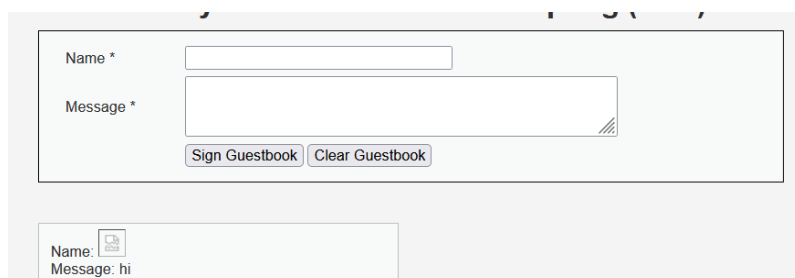 Name *
Message *
Sign Guestbook Clear Guestbook
Name:
Message: hi